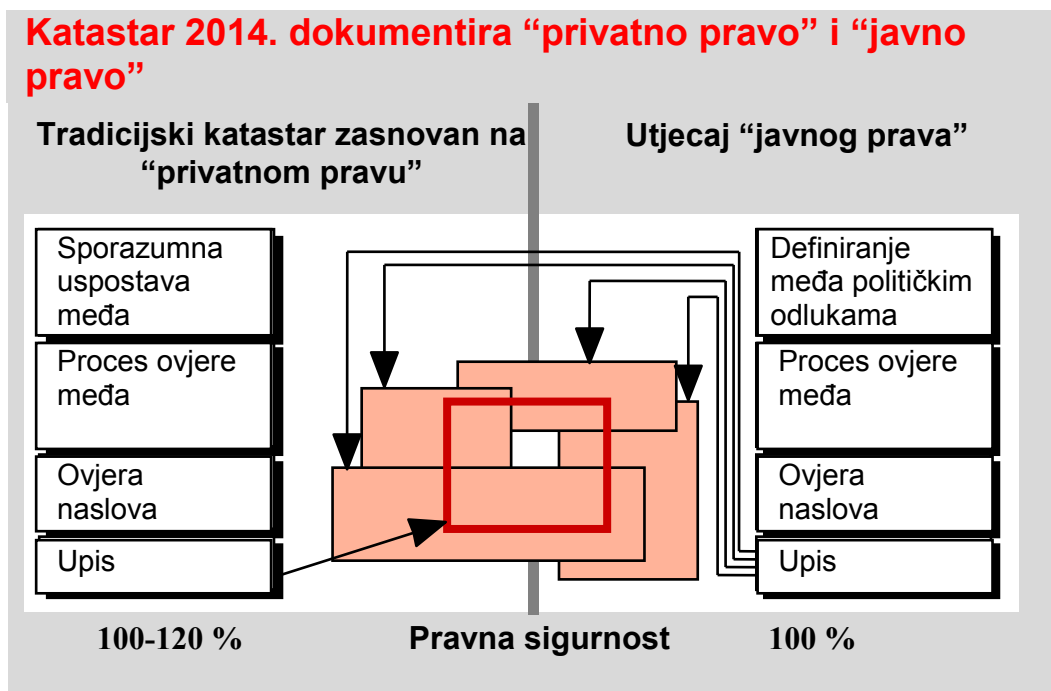 Katastar 2014. dokumentira “privatno pravo” i “javno
pravo”
Tradicijski katastar zasnovan na
“privatnom pravu”
Utjecaj “javnog prava”
Sporazumna
uspostava
međa
Proces ovjere
međa
Ovjera
naslova
Upis
Definiranje
međa političkim
odlukama
Proces ovjere
međa
Ovjera
naslova
Upis
100-120 %
Pravna sigurnost
100 %